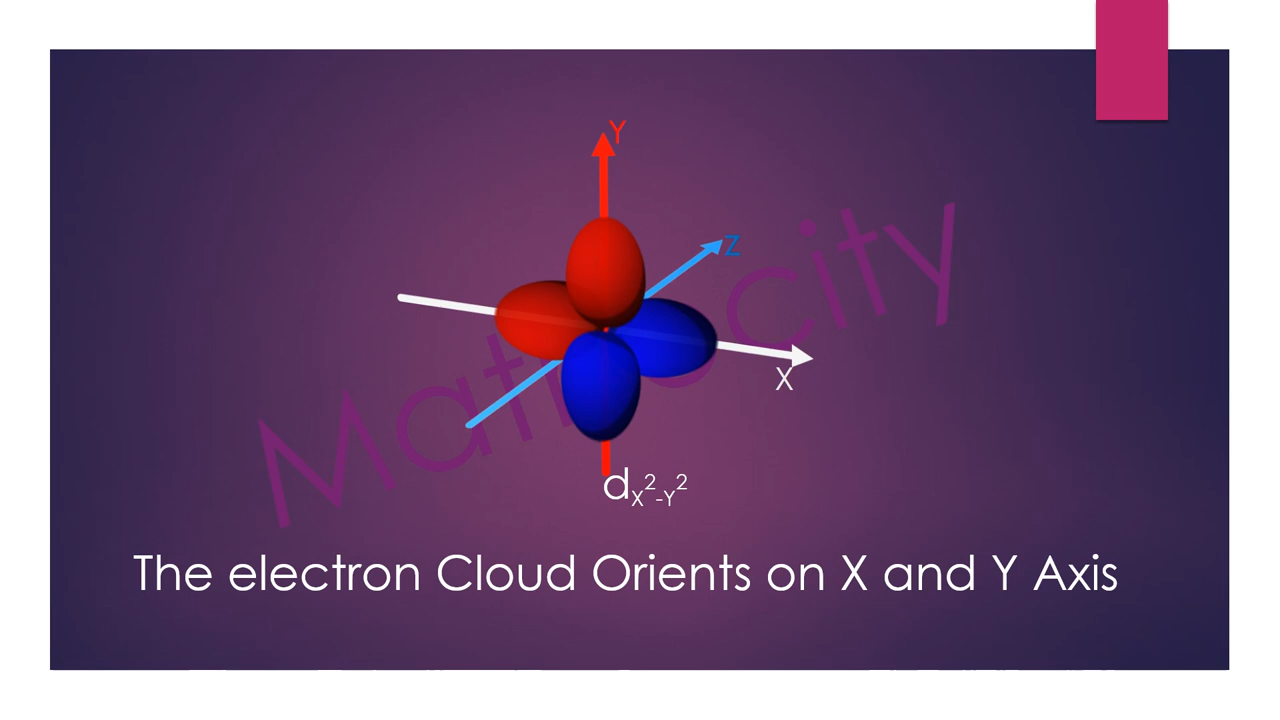 Y
Z
X
dX²-Y²
The electron Cloud Orients on X and Y Axis